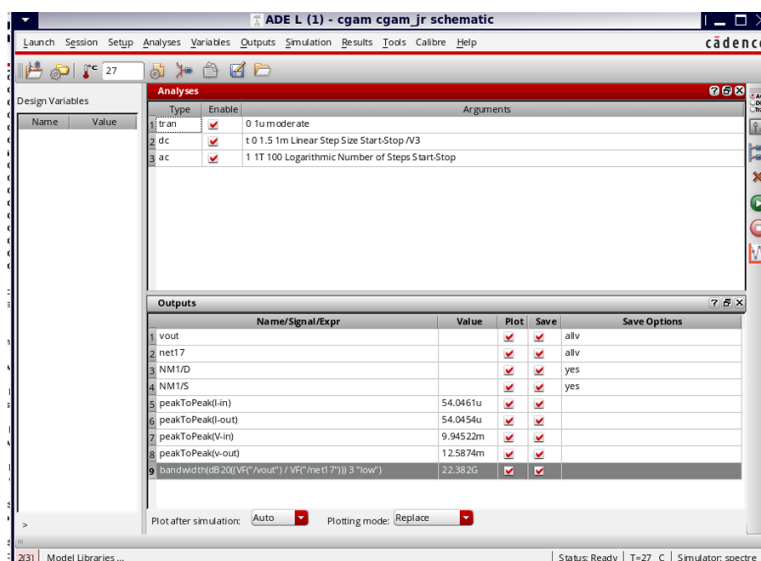 ADE L (1) - cgam cgam_jr schematic
Launch Session Setup Analyses Variables Outputs Simulation Results Tools Calibre Help
cādence
°C 27
Design Variables
Name Value
Analyses
Type Enable Arguments
1 tran 0 1u moderate
2 dc t 0 1.5 1m Linear Step Size Start-Stop /V3
3 ac 1 1T 100 Logarithmic Number of Steps Start-Stop
Outputs
Name/Signal/Expr Value Plot Save Save Options
1 vout allv
2 net17 allv
3 NM1/D yes
4 NM1/S yes
5 peakToPeak(I-in) 54.0461u
6 peakToPeak(I-out) 54.0454u
7 peakToPeak(V-in) 9.94522m
8 peakToPeak(v-out) 12.5874m
9 bandwidth(dB20((VF("/vout") / VF("/net17"))) 3 "low") 22.382G
Plot after simulation: Auto Plotting mode: Replace
>
2(3) Model Libraries ... Status: Ready T=27 C Simulator: spectre